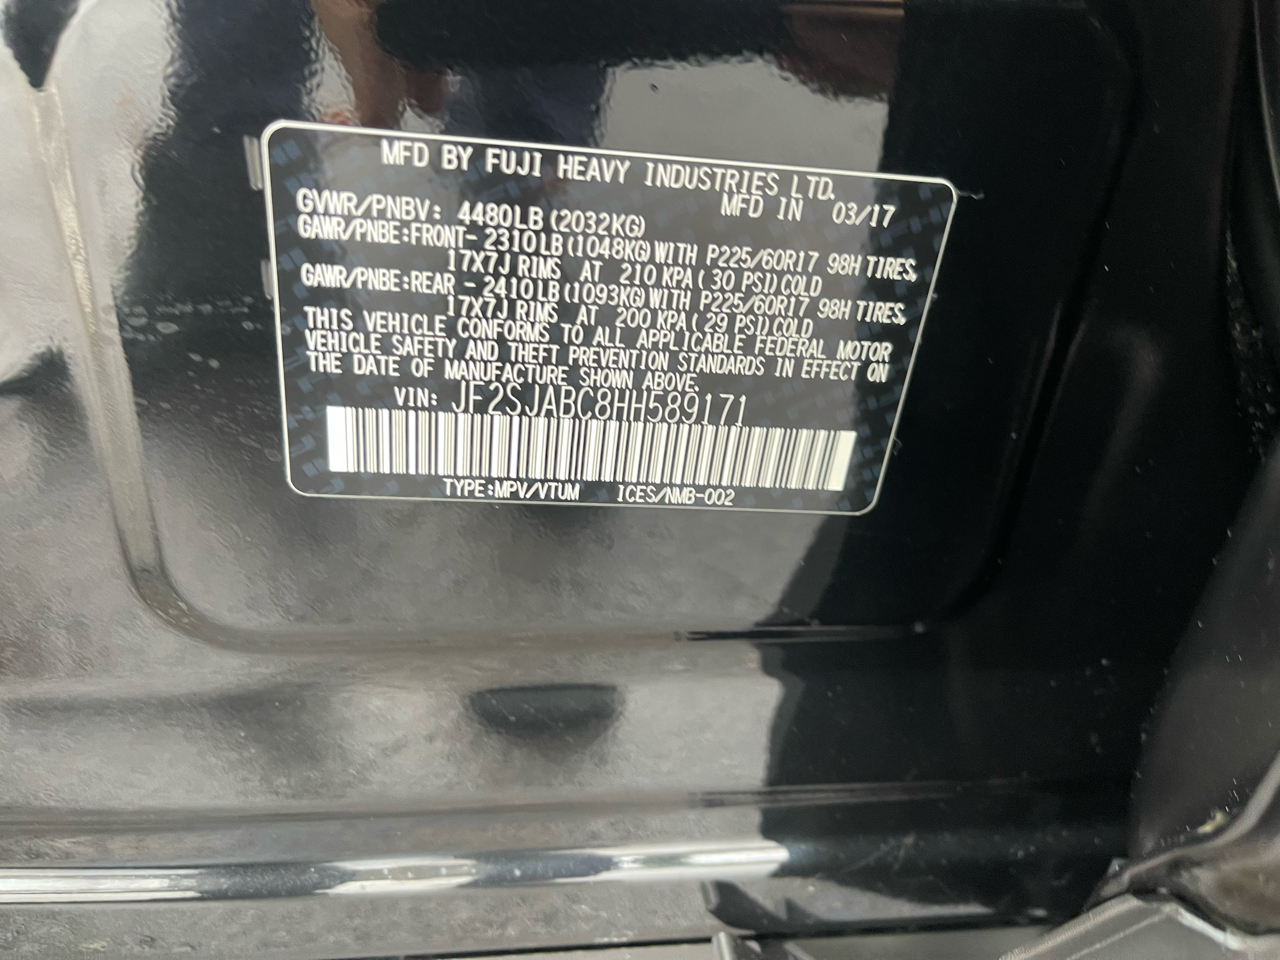 MFD BY FUJI HEAVY INDUSTRIES LTD.
MFD IN 03/17
GVWR/PNBV: 4480LB (2032KG)
GAWR/PNBE:FRONT- 2310LB (1048KG) WITH P225/60R17 98H TIRES,
17X7J RIMS AT 210 KPA ( 30 PSI) COLD
GAWR/PNBE:REAR - 2410LB (1093KG) WITH P225/60R17 98H TIRES,
17X7J RIMS AT 200 KPA ( 29 PSI) COLD
THIS VEHICLE CONFORMS TO ALL APPLICABLE FEDERAL MOTOR
VEHICLE SAFETY AND THEFT PREVENTION STANDARDS IN EFFECT ON
THE DATE OF MANUFACTURE SHOWN ABOVE.
VIN: JF2SJABC8HH589171
TYPE:MPV/VTUM ICES/NMB-002